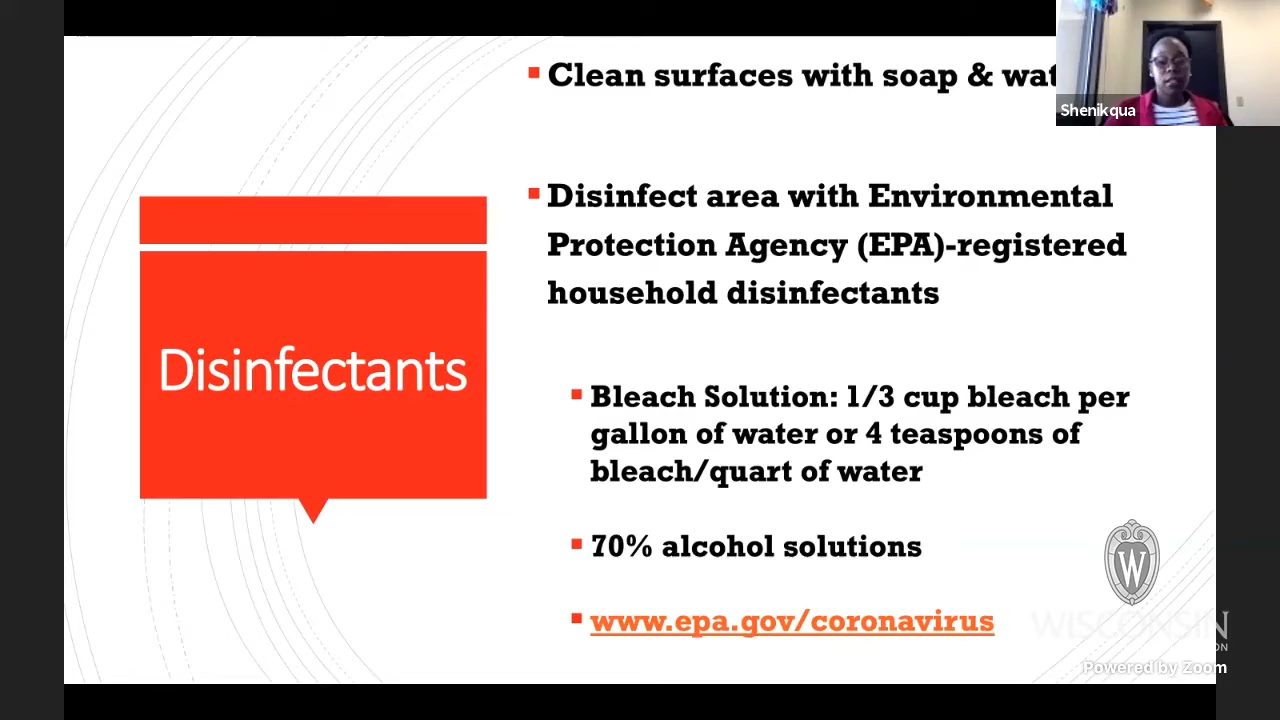 Clean surfaces with soap & wat
Shenikqua
Disinfect area with Environmental
Protection Agency (EPA)-registered
household disinfectants
Disinfectants
Bleach Solution: 1/3 cup bleach per
gallon of water or 4 teaspoons of
bleach/quart of water
70% alcohol solutions
www.epa.gov/coronavirus
W
WISCONSIN
ON
Powered by Zoom